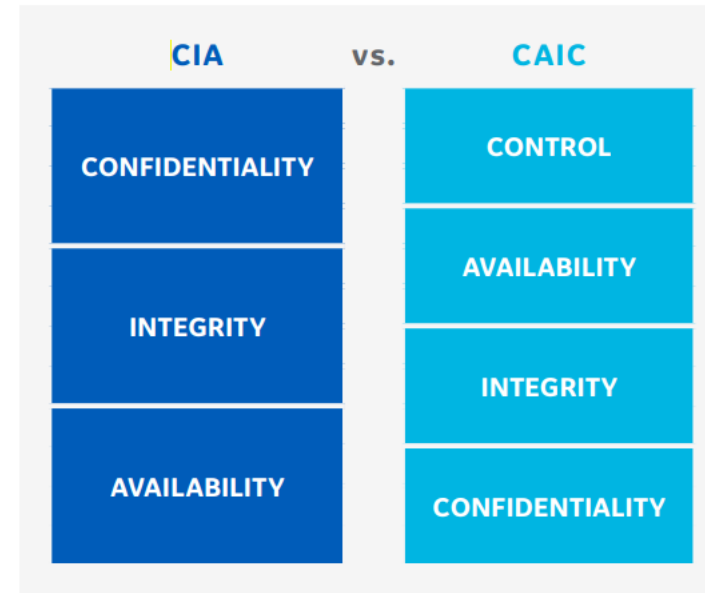 CIA vs. CAIC
CONFIDENTIALITY
INTEGRITY
AVAILABILITY
CONTROL
AVAILABILITY
INTEGRITY
CONFIDENTIALITY